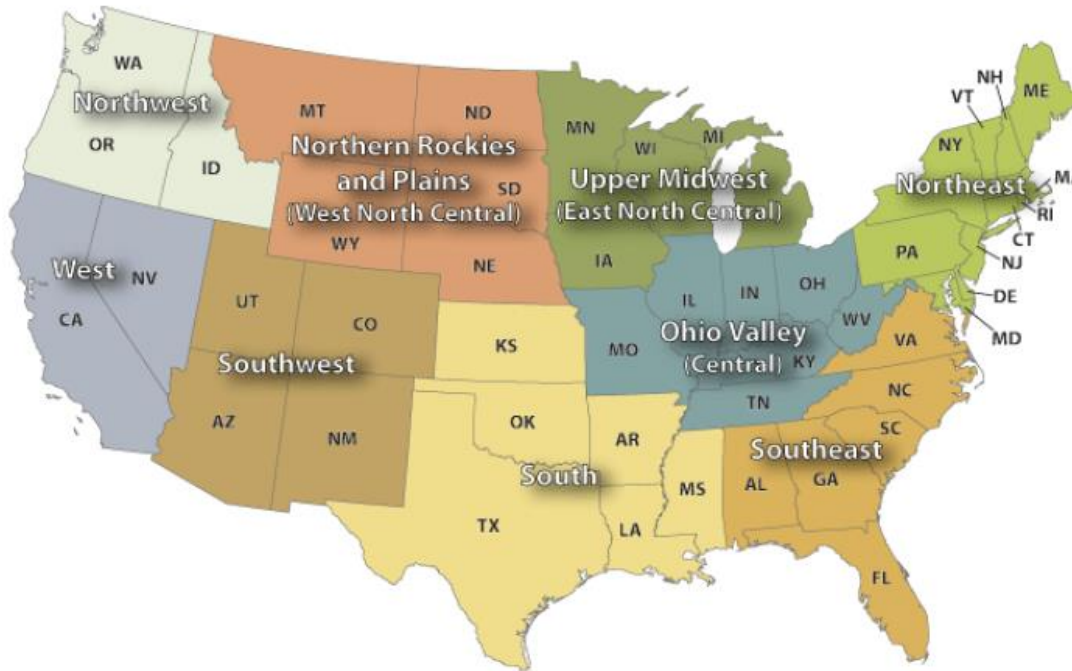 WA
Northwest
OR
ID
MT
ND
Northern Rockies
and Plains
SD
(West North Central)
WY
NE
MN
WI
MI
Upper Midwest
(East North Central)
IA
NH
VT
ME
NY
Northeast
MA
RI
CT
NJ
PA
DE
MD
West
NV
CA
UT
CO
Southwest
AZ
NM
KS
OK
AR
South
TX
LA
MS
IL
IN
OH
WV
Ohio Valley
MO
KY
(Central)
TN
VA
NC
SC
Southeast
AL
GA
FL